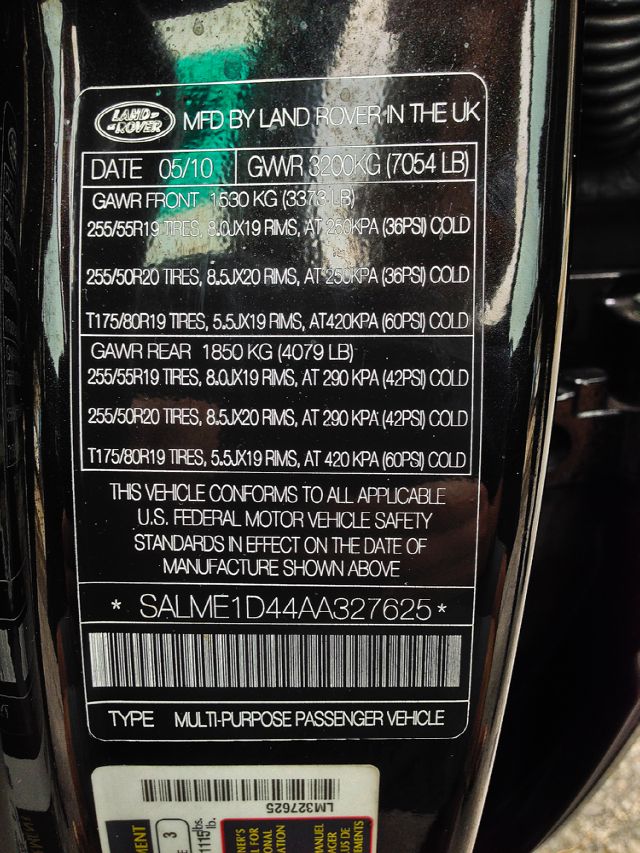 LAND ROVER
MFD BY LAND ROVER IN THE UK
DATE 05/10 GVWR 3200KG (7054 LB)
GAWR FRONT 1530 KG (3373 LB)
255/55R19 TIRES, 8.0JX19 RIMS, AT 250KPA (36PSI) COLD
255/50R20 TIRES, 8.5JX20 RIMS, AT 250KPA (36PSI) COLD
T175/80R19 TIRES, 5.5JX19 RIMS, AT420KPA (60PSI) COLD
GAWR REAR 1850 KG (4079 LB)
255/55R19 TIRES, 8.0JX19 RIMS, AT 290 KPA (42PSI) COLD
255/50R20 TIRES, 8.5JX20 RIMS, AT 290 KPA (42PSI) COLD
T175/80R19 TIRES, 5.5JX19 RIMS, AT 420 KPA (60PSI) COLD
THIS VEHICLE CONFORMS TO ALL APPLICABLE
U.S. FEDERAL MOTOR VEHICLE SAFETY
STANDARDS IN EFFECT ON THE DATE OF
MANUFACTURE SHOWN ABOVE
* SALME1D44AA327625 *
TYPE MULTI-PURPOSE PASSENGER VEHICLE
LM327625
3
lbs.
lb.